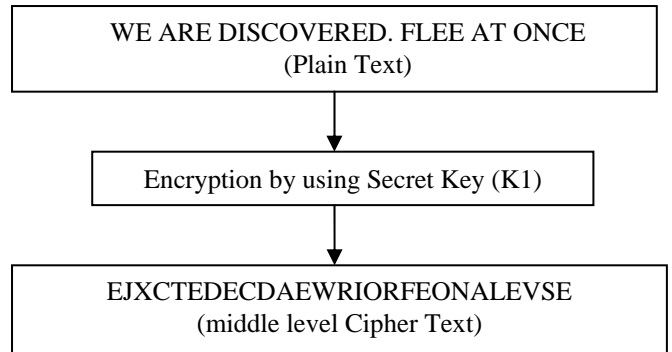 WE ARE DISCOVERED. FLEE AT ONCE
(Plain Text)
Encryption by using Secret Key (K1)
EJXCTEDECDAEWRIORFEONALEVSE
(middle level Cipher Text)